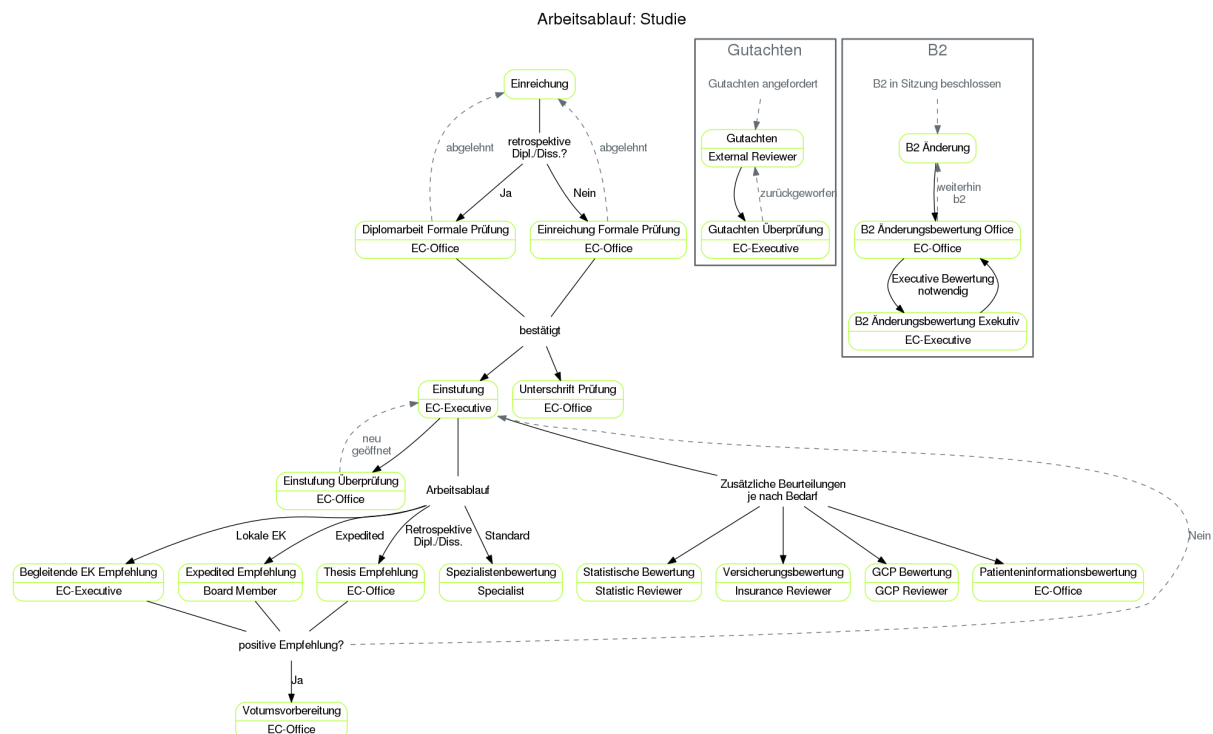 Arbeitsablauf: Studie
Gutachten
B2
Einreichung
Gutachten angefordert
B2 in Sitzung beschlossen
retrospektive
Dipl./Diss.?
abgelehnt
abgelehnt
Gutachten
External Reviewer
B2 Änderung
Ja
Nein
zurückgeworfen
weiterhin
b2
Diplomarbeit Formale Prüfung
EC-Office
Einreichung Formale Prüfung
EC-Office
Gutachten Überprüfung
EC-Executive
B2 Änderungsbewertung Office
EC-Office
Executive Bewertung
notwendig
bestätigt
B2 Änderungsbewertung Exekutiv
EC-Executive
Einstufung
EC-Executive
Unterschrift Prüfung
EC-Office
neu
geöffnet
Einstufung Überprüfung
EC-Office
Arbeitsablauf
Zusätzliche Beurteilungen
je nach Bedarf
Lokale EK
Expedited
Retrospektive
Dipl./Diss.
Standard
Nein
Begleitende EK Empfehlung
EC-Executive
Expedited Empfehlung
Board Member
Thesis Empfehlung
EC-Office
Spezialistenbewertung
Specialist
Statistische Bewertung
Statistic Reviewer
Versicherungsbewertung
Insurance Reviewer
GCP Bewertung
GCP Reviewer
Patienteninformationsbewertung
EC-Office
positive Empfehlung?
Ja
Votumsvorbereitung
EC-Office